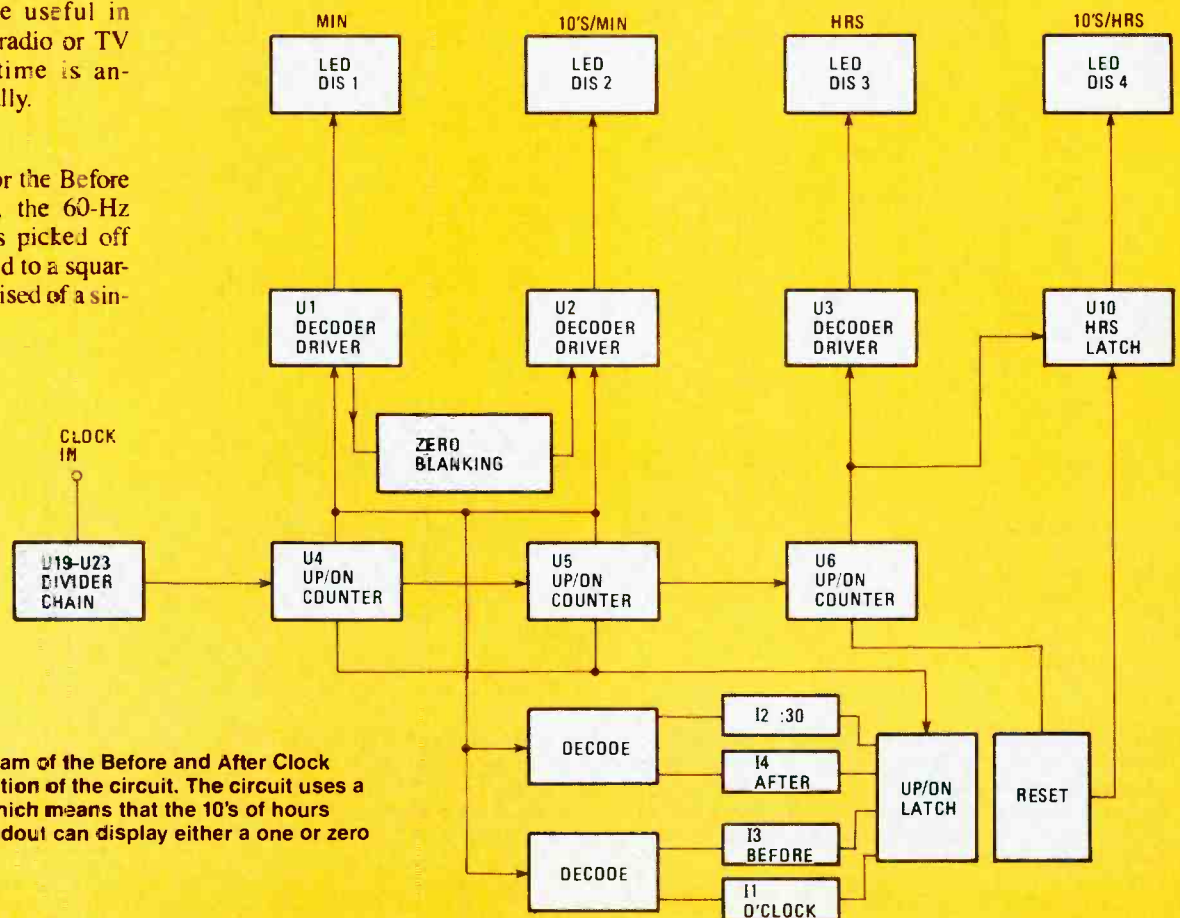 e useful in
radio or TV
time is an-
lly.
or the Before
, the 60-Hz
s picked off
d to a squar-
ised of a sin-
MIN
10'S/MIN
HRS
10'S/HRS
LED
DIS 1
LED
DIS 2
LED
DIS 3
LED
DIS 4
U1
DECODER
DRIVER
U2
DECODER
DRIVER
U3
DECODER
DRIVER
U10
HRS
LATCH
ZERO
BLANKING
CLOCK
IM
U19-U23
DIVIDER
CHAIN
U4
UP/DN
COUNTER
U5
UP/DN
COUNTER
U6
UP/DN
COUNTER
DECODE
I2 :30
I4
AFTER
DECODE
I3
BEFORE
I1
O'CLOCK
UP/DN
LATCH
RESET
am of the Before and After Clock
tion of the circuit. The circuit uses a
hich means that the 10's of hours
dout can display either a one or zero